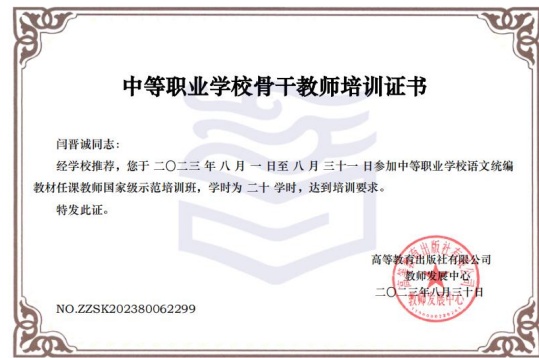 中等职业学校骨干教师培训证书
闫晋诚同志:
经学校推荐,您于 二〇二三 年 八 月 一 日至 八 月 三十一 日参加中等职业学校语文统编
教材任课教师国家级示范培训班,学时为 二十 学时,达到培训要求。
特发此证。
高等教育出版社有限公司
教师发展中心
二〇二三年八月三十日
NO.ZZSK202380062299